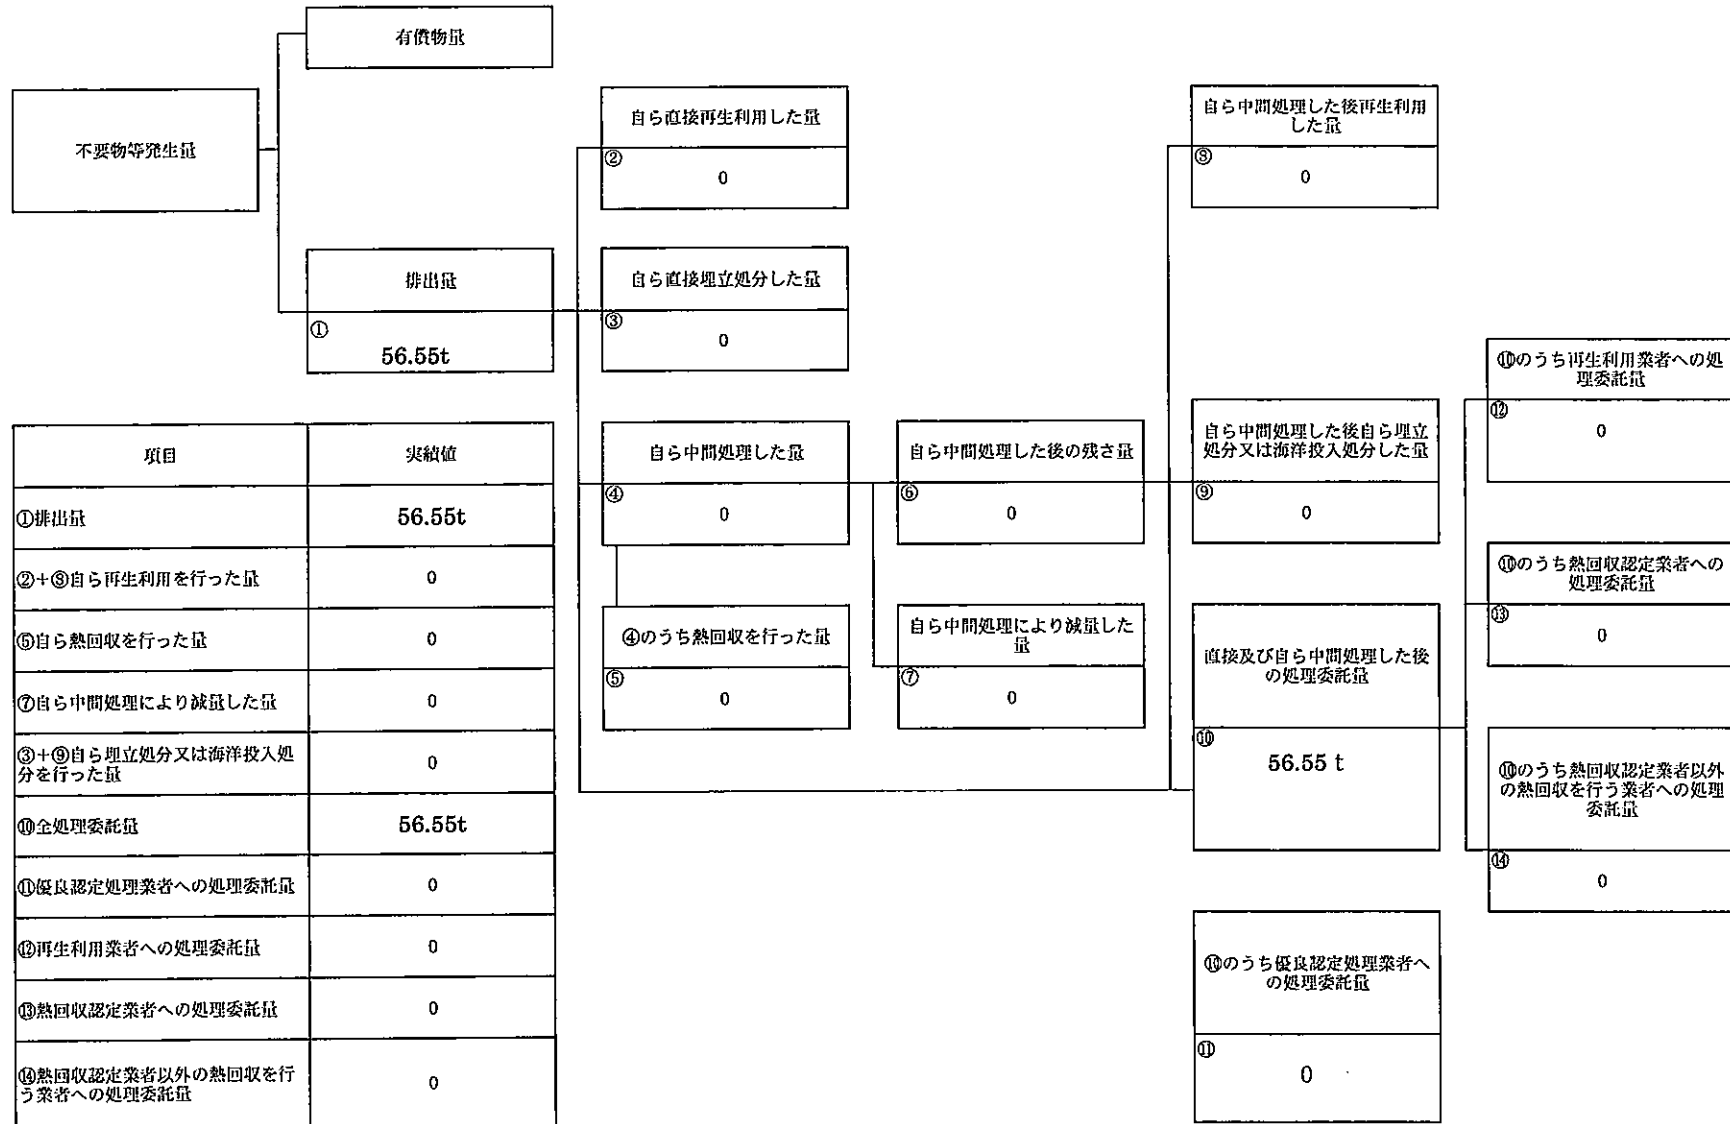 有償物量
不要物等発生量
自ら直接再生利用した量
②
0
自ら中間処理した後再生利用
した量
⑧
0
排出量
①
56.55t
自ら直接埋立処分した量
③
0
項目
実績値
①排出量
56.55t
②+⑧自ら再生利用を行った量
0
⑤自ら熱回収を行った量
0
⑦自ら中間処理により減量した量
0
③+⑨自ら埋立処分又は海洋投入処
分を行った量
0
⑩全処理委託量
56.55t
⑪優良認定処理業者への処理委託量
0
⑫再生利用業者への処理委託量
0
⑬熱回収認定業者への処理委託量
0
⑭熱回収認定業者以外の熱回収を行
う業者への処理委託量
0
自ら中間処理した量
④
0
④のうち熱回収を行った量
⑤
0
自ら中間処理した後の残さ量
⑥
0
自ら中間処理により減量した
量
⑦
0
自ら中間処理した後自ら埋立
処分又は海洋投入処分した量
⑨
0
直接及び自ら中間処理した後
の処理委託量
⑩
56.55 t
⑩のうち優良認定処理業者へ
の処理委託量
⑪
0
⑩のうち再生利用業者への処
理委託量
⑫
0
⑩のうち熱回収認定業者への
処理委託量
⑬
0
⑩のうち熱回収認定業者以外
の熱回収を行う業者への処理
委託量
⑭
0